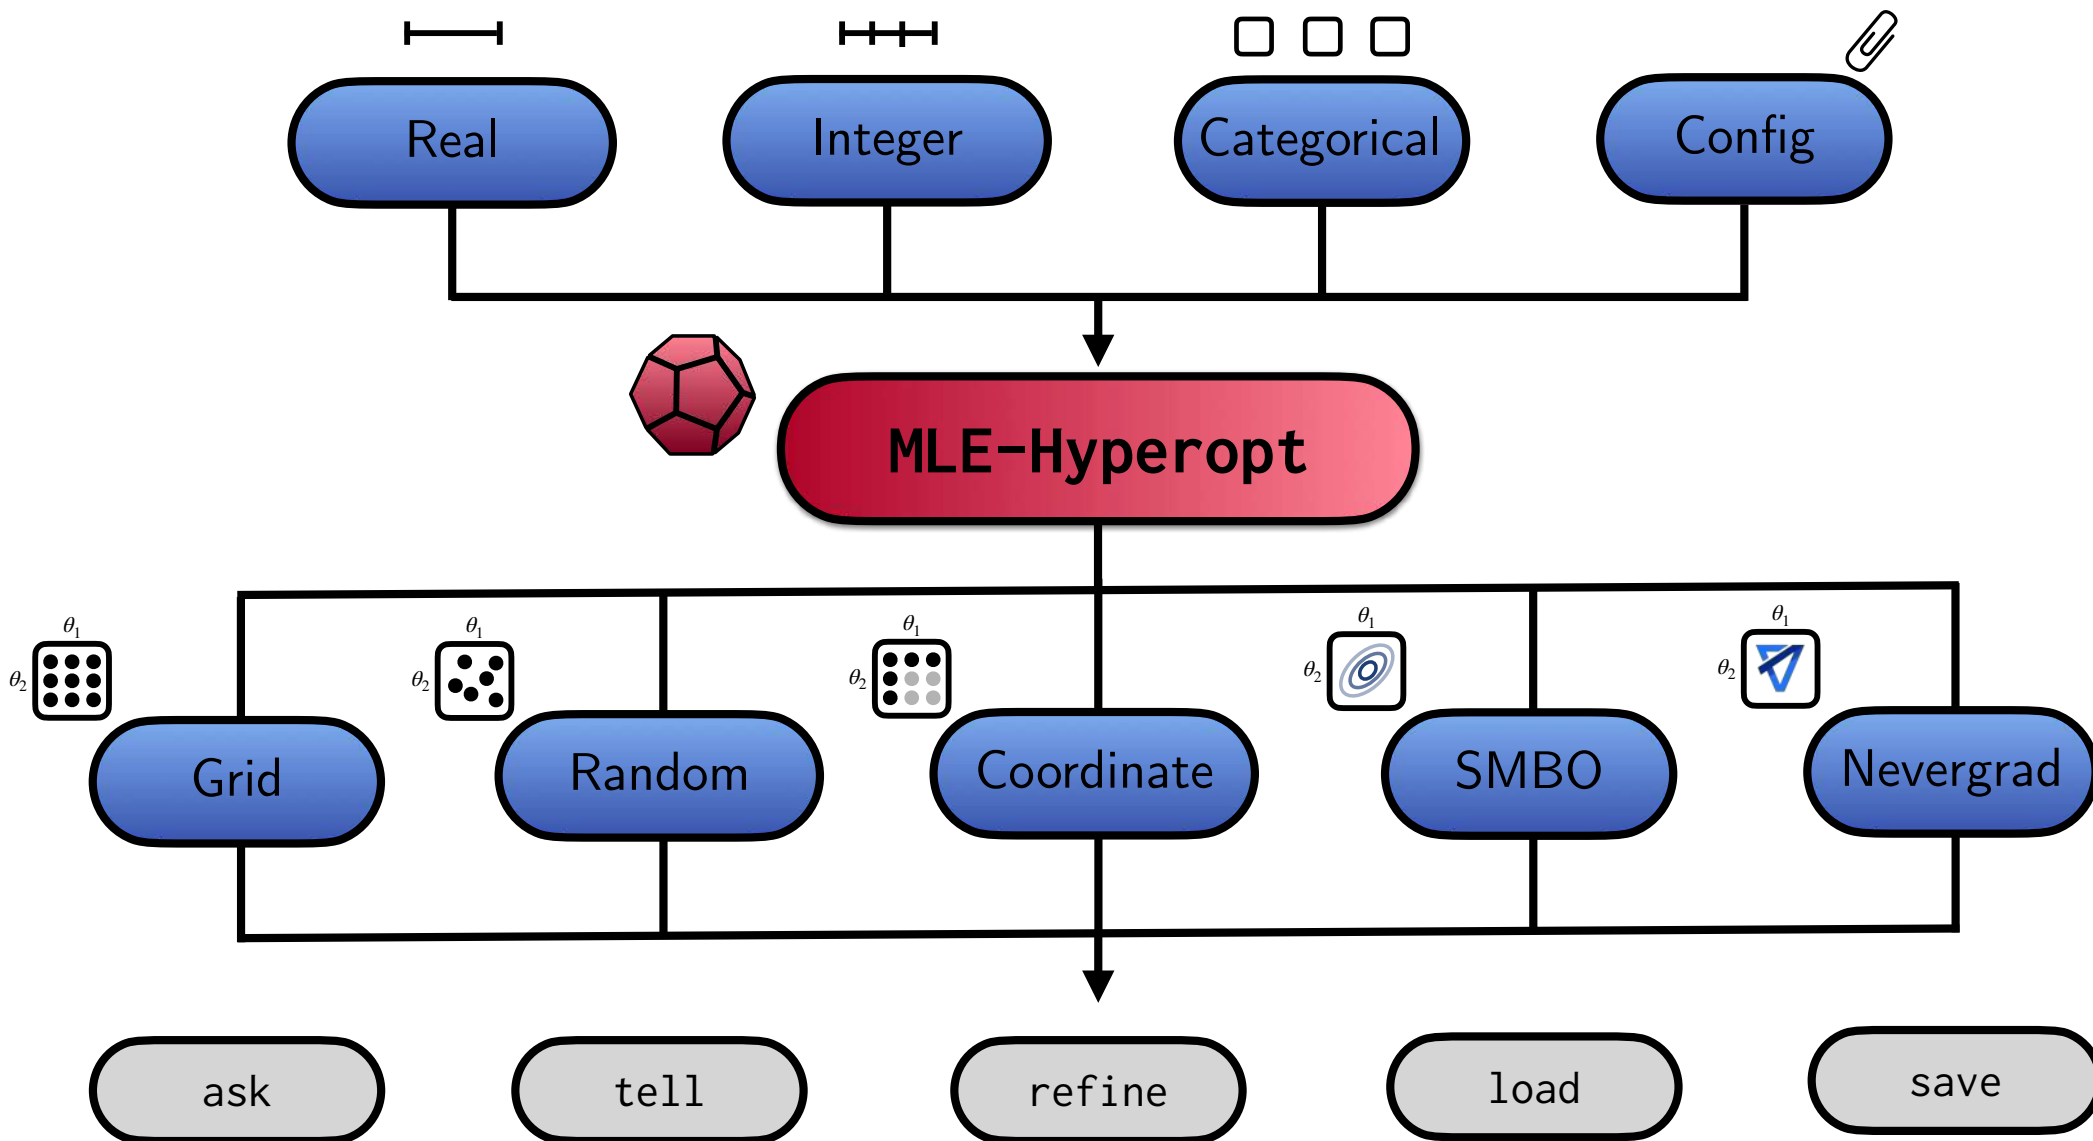 Real
Integer
Categorical
Config
MLE-Hyperopt
θ1
θ2
θ1
θ2
θ1
θ2
θ1
θ2
θ1
θ2
Grid
Random
Coordinate
SMBO
Nevergrad
ask
tell
refine
load
save